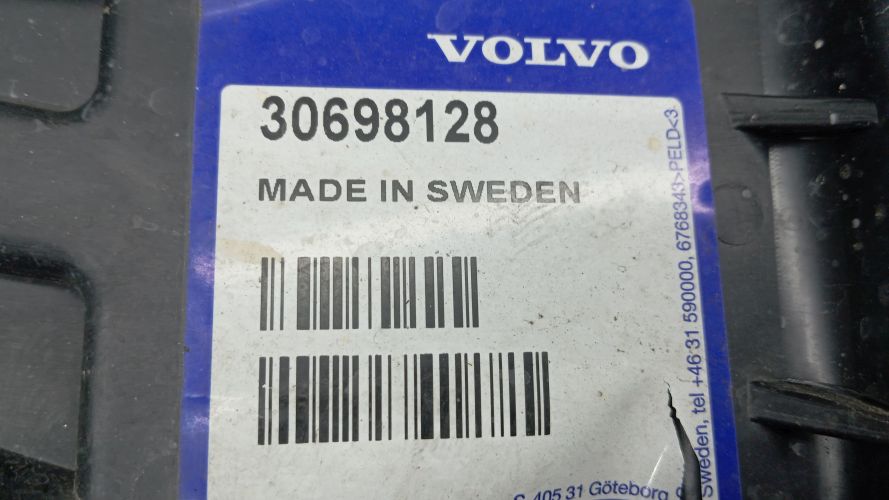 VOLVO
30698128
MADE IN SWEDEN
Sweden, tel +46 31 590000, 6768343>PELD<3
S-405 31 Göteborg